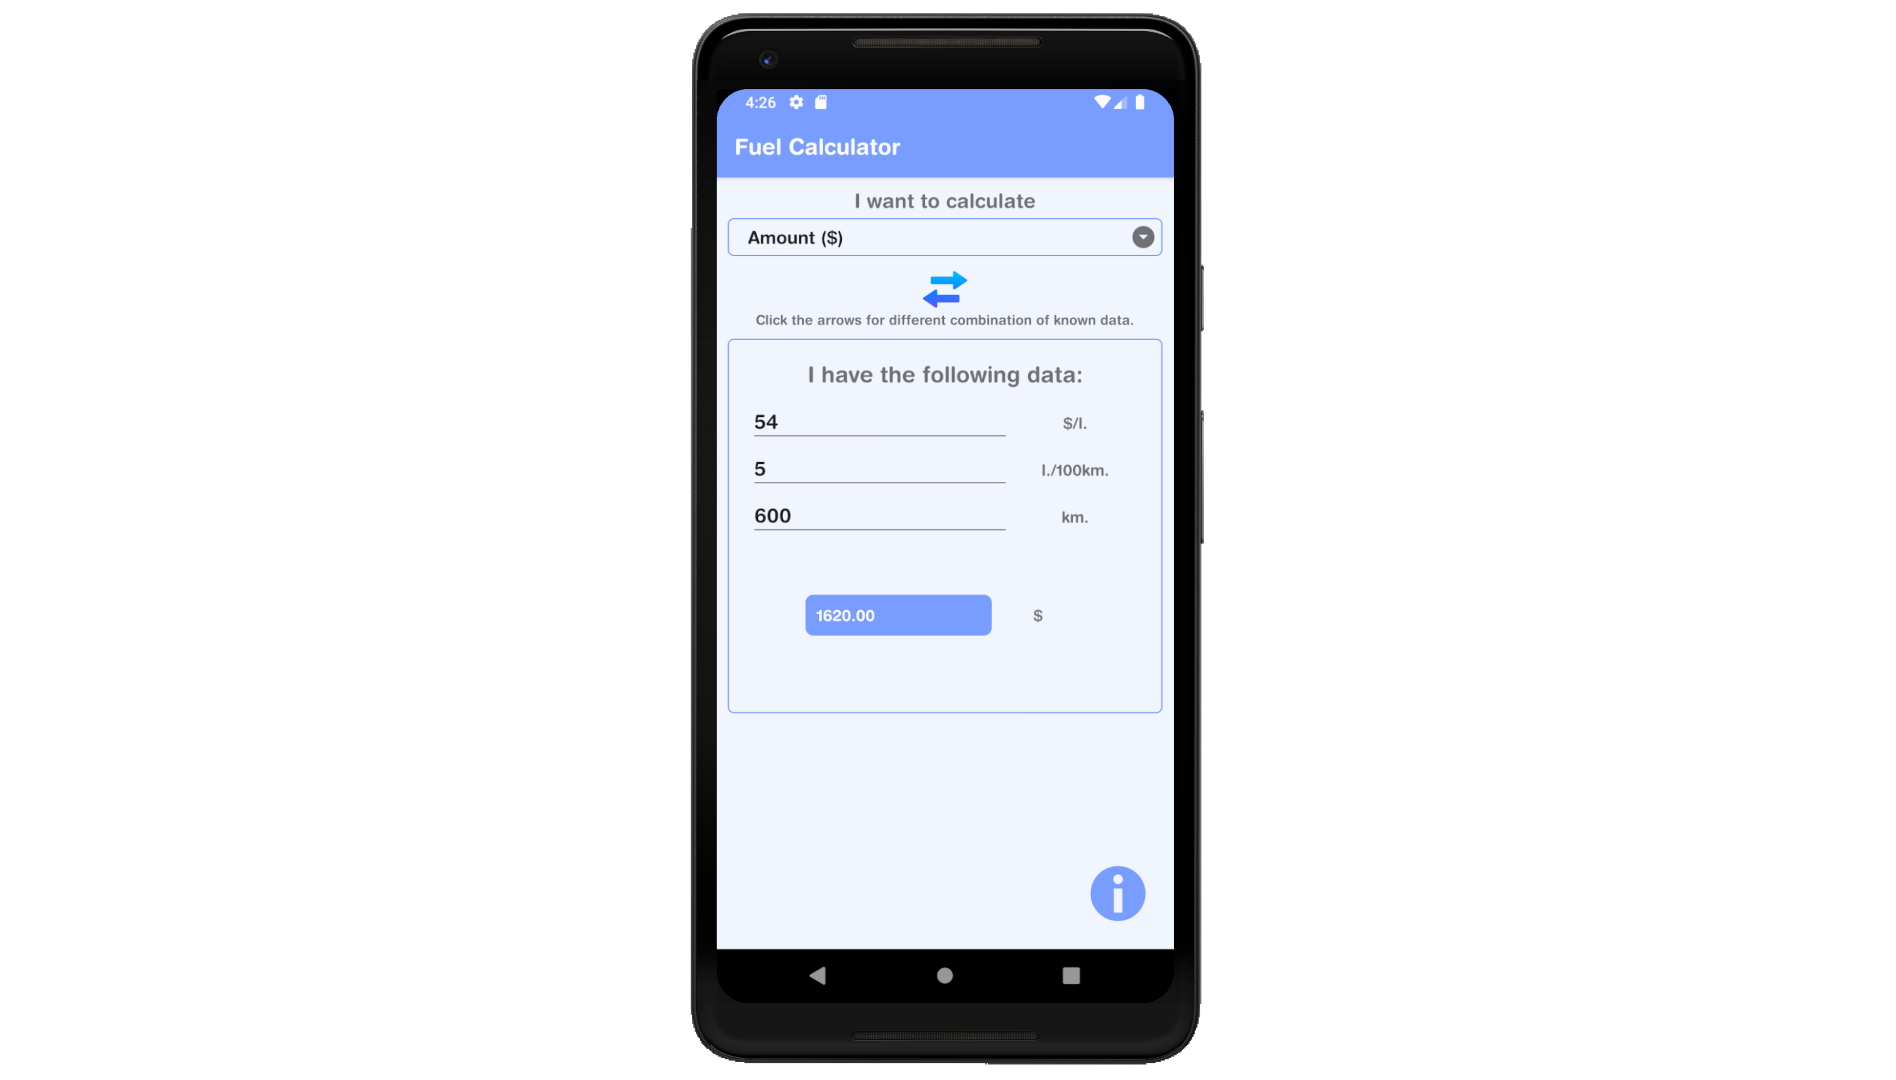 4:26
Fuel Calculator
I want to calculate
Amount ($)
Click the arrows for different combination of known data.
I have the following data:
54 $/l.
5 l./100km.
600 km.
1620.00 $